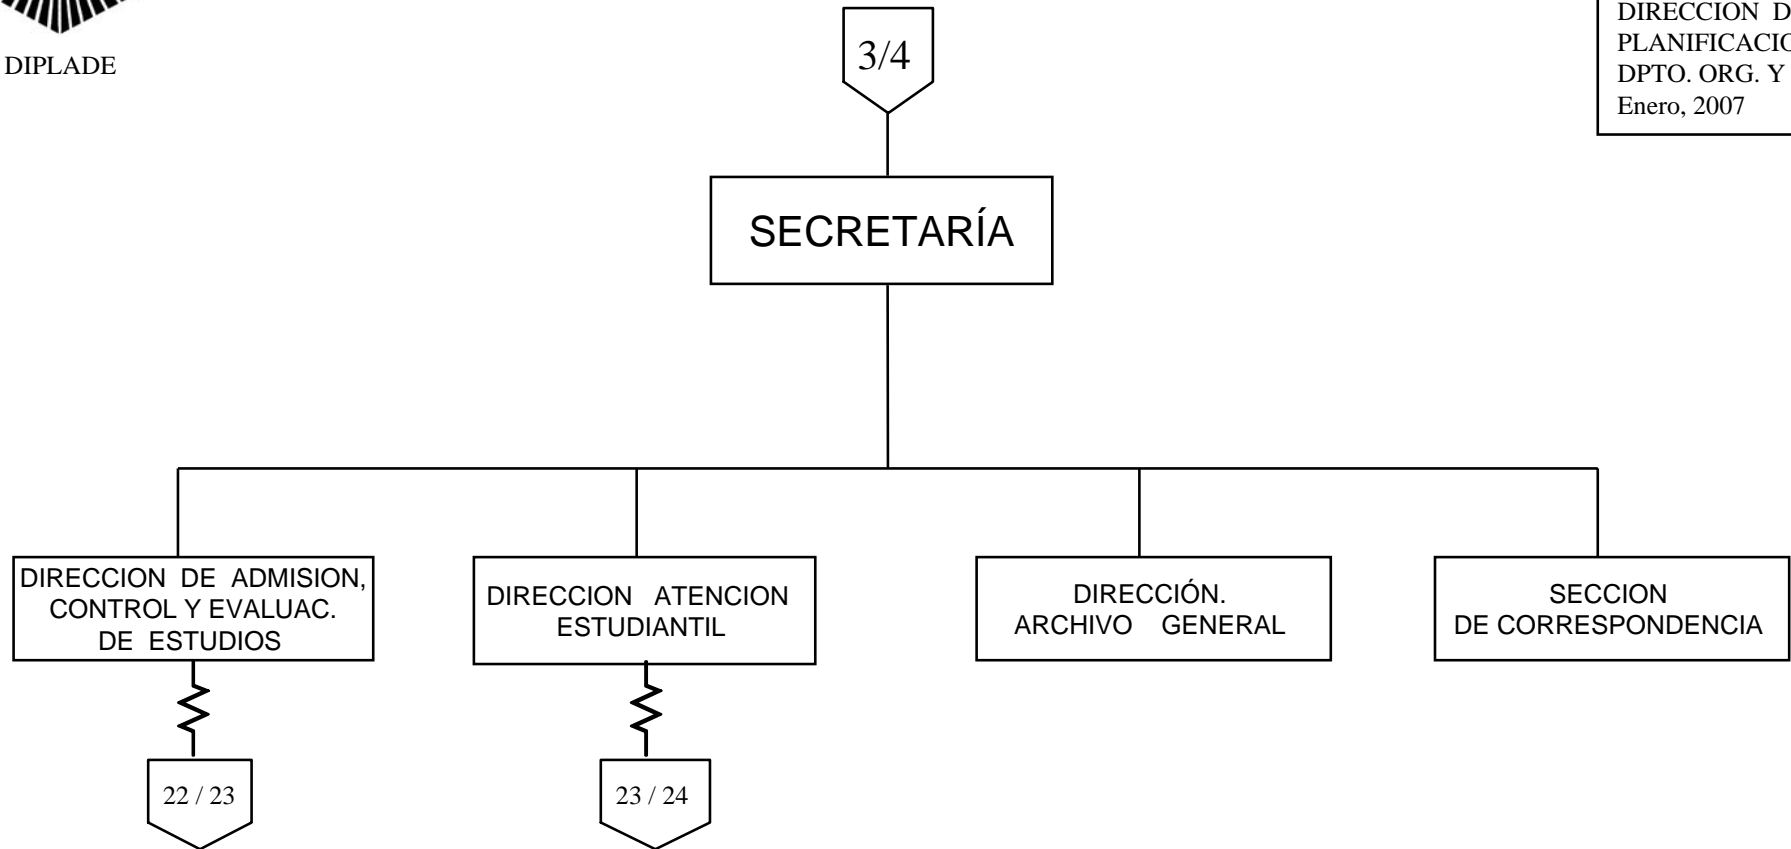 DIPLADE
3/4
DIRECCION
PLANIFICACIO
DPTO. ORG. Y
Enero, 2007
SECRETARÍA
DIRECCION DE ADMISION,
CONTROL Y EVALUAC.
DE ESTUDIOS
DIRECCION ATENCION
ESTUDIANTIL
DIRECCIÓN.
ARCHIVO GENERAL
SECCION
DE CORRESPONDENCIA
22 / 23
23 / 24